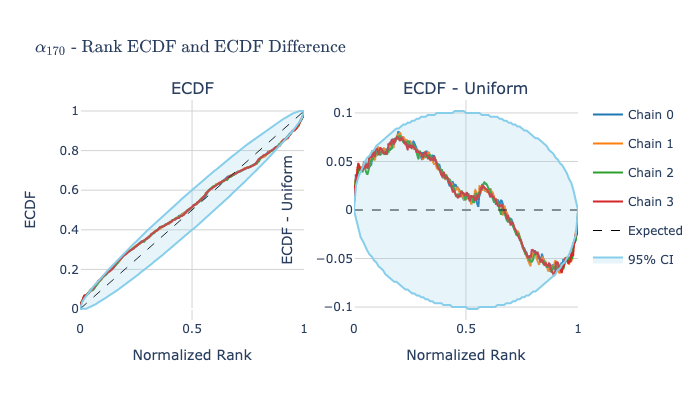 α₁₇₀ - Rank ECDF and ECDF Difference
ECDF
ECDF
0
0.2
0.4
0.6
0.8
1
0
0.5
1
Normalized Rank
ECDF - Uniform
ECDF - Uniform
0.1
0.05
0
−0.05
−0.1
0
0.5
1
Normalized Rank
Chain 0
Chain 1
Chain 2
Chain 3
Expected
95% CI